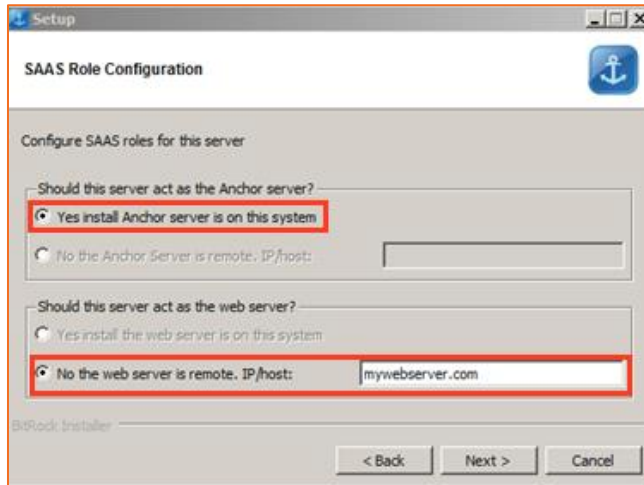 Setup
SAAS Role Configuration
Configure SAAS roles for this server
Should this server act as the Anchor server?
Yes install Anchor server is on this system
No the Anchor Server is remote. IP/host:
Should this server act as the web server?
Yes install the web server is on this system
No the web server is remote. IP/host: mywebserver.com
BitRock Installer
< Back Next > Cancel